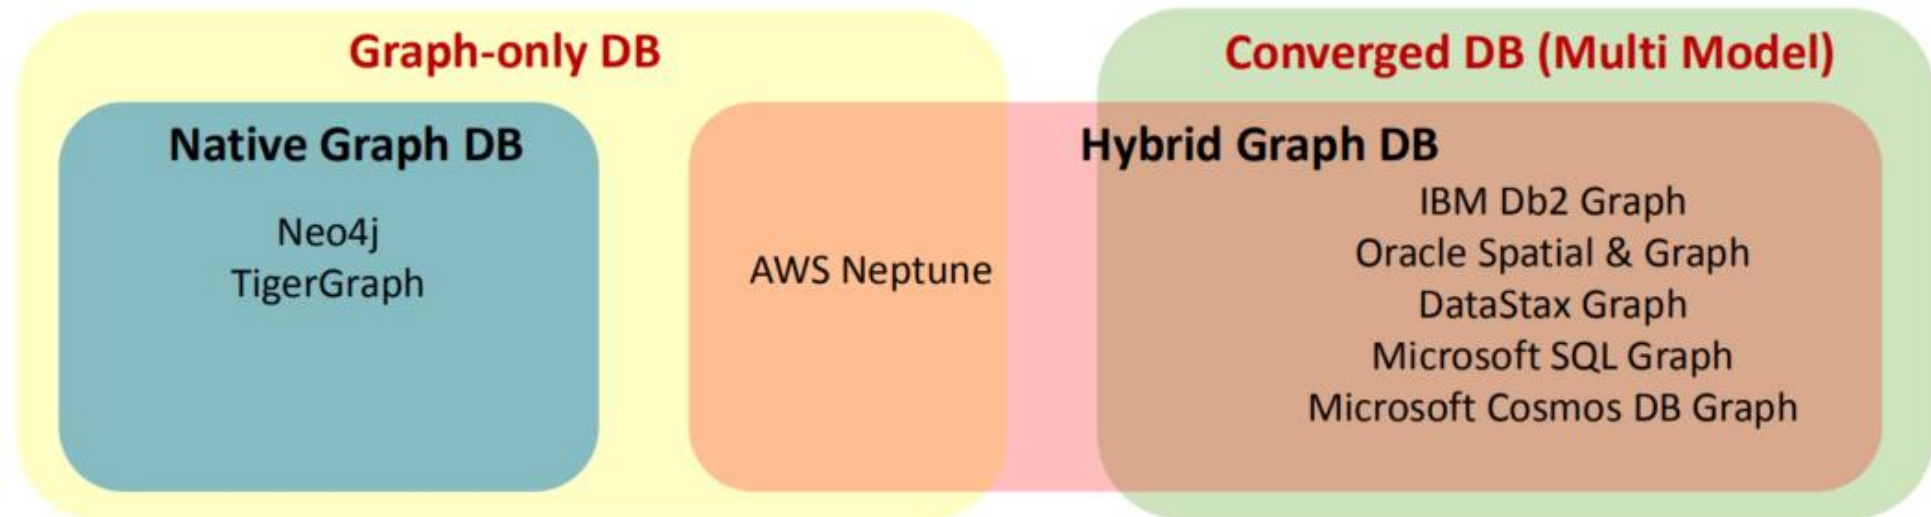 Graph-only DB
Converged DB (Multi Model)
Native Graph DB
Hybrid Graph DB
Neo4j
TigerGraph
AWS Neptune
IBM Db2 Graph
Oracle Spatial & Graph
DataStax Graph
Microsoft SQL Graph
Microsoft Cosmos DB Graph